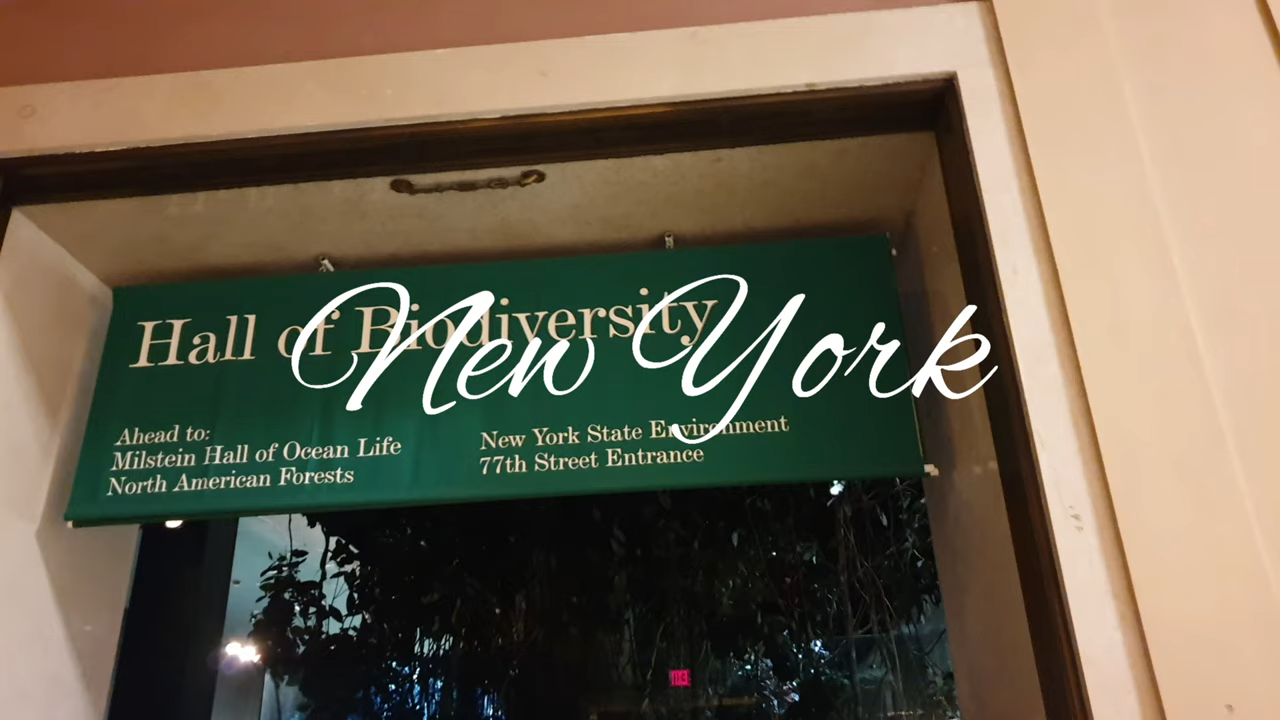 Hall of Biodiversity
New York
Ahead to:
Milstein Hall of Ocean Life
North American Forests
New York State Environment
77th Street Entrance